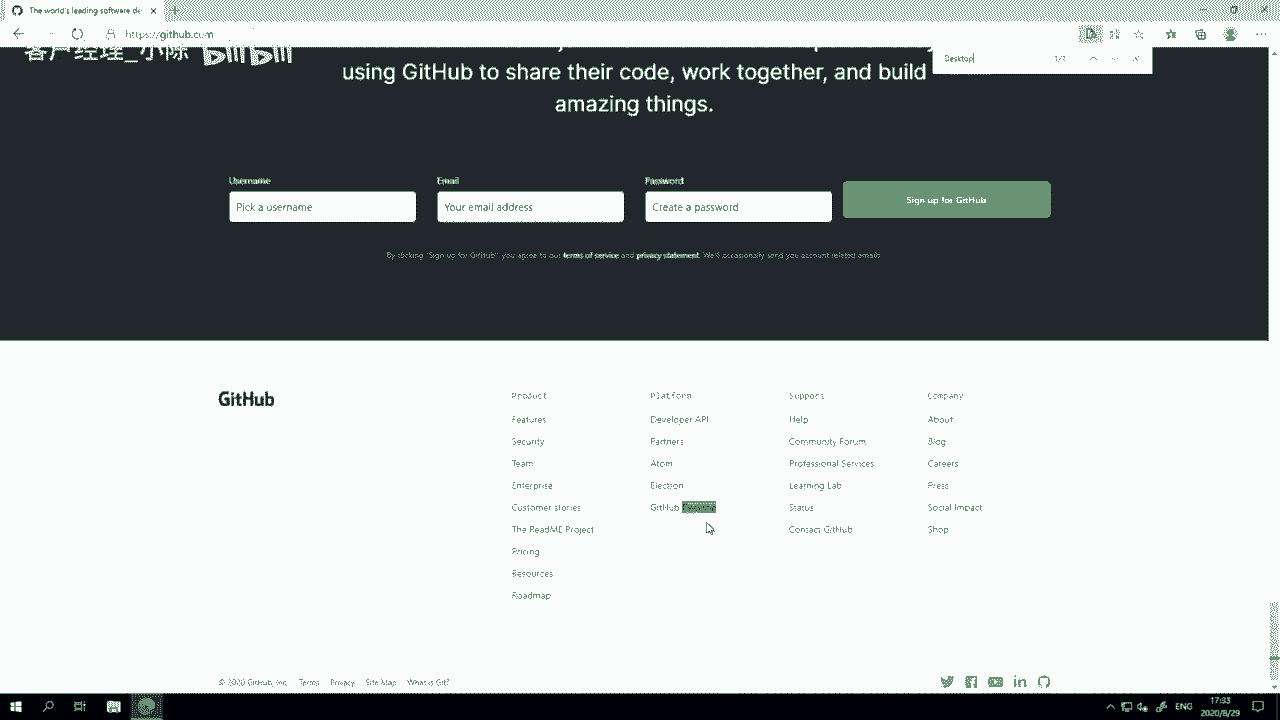 The world's leading software de
https://github.com
客户经理_小陈 bilibili
Desktop
1/1
using GitHub to share their code, work together, and build
amazing things.
Username
Email
Password
Pick a username
Your email address
Create a password
Sign up for GitHub
By clicking "Sign up for GitHub" you agree to our terms of service and privacy statement. We'll occasionally send you account related emails
GitHub
Product
Features
Security
Team
Enterprise
Customer stories
The ReadME Project
Pricing
Resources
Roadmap
Platform
Developer API
Partners
Atom
Electron
GitHub Desktop
Support
Help
Community Forum
Professional Services
Learning Lab
Status
Contact GitHub
Company
About
Blog
Careers
Press
Social Impact
Shop
© 2020 GitHub, Inc.
Terms
Privacy
Site Map
What is Git?
ENG
17:33
2020/8/29